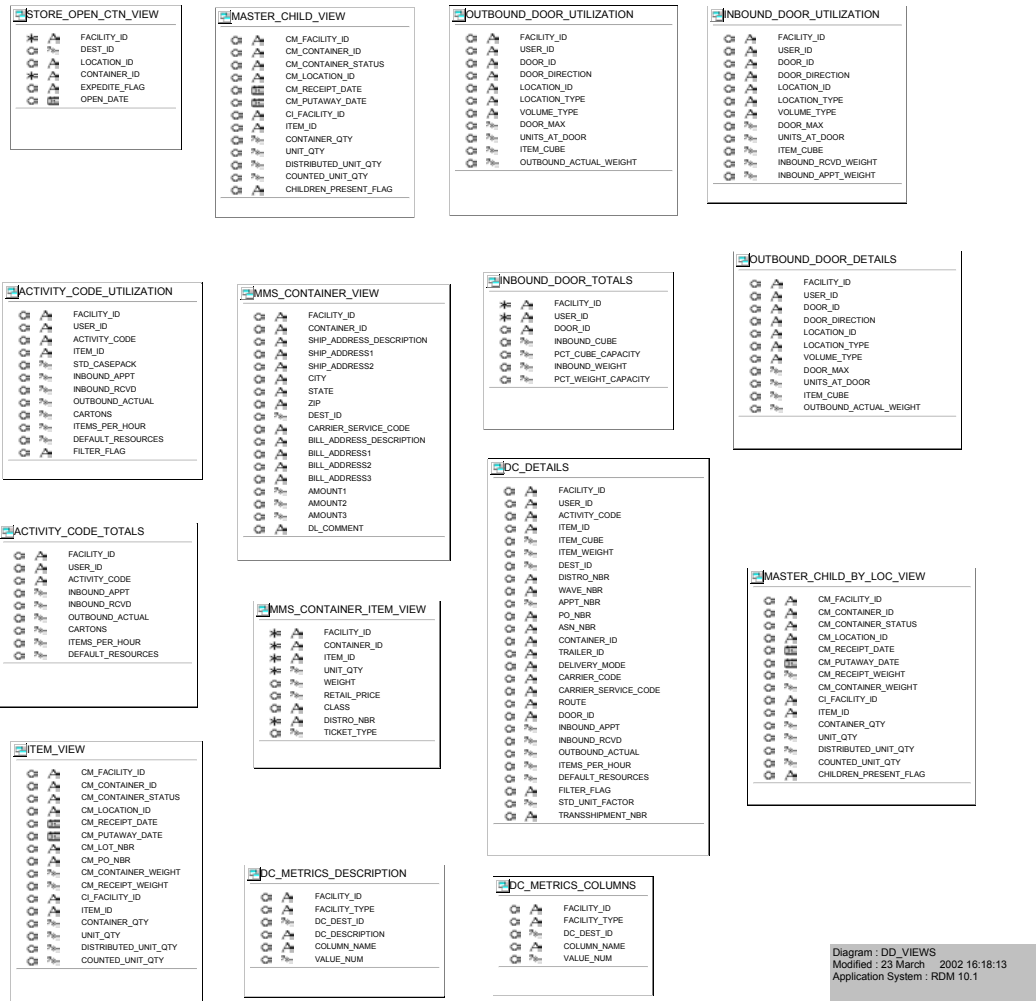 STORE_OPEN_CTN_VIEW
FACILITY_ID
DEST_ID
LOCATION_ID
CONTAINER_ID
EXPEDITE_FLAG
OPEN_DATE
MASTER_CHILD_VIEW
CM_FACILITY_ID
CM_CONTAINER_ID
CM_CONTAINER_STATUS
CM_LOCATION_ID
CM_RECEIPT_DATE
CM_PUTAWAY_DATE
CI_FACILITY_ID
ITEM_ID
CONTAINER_QTY
UNIT_QTY
DISTRIBUTED_UNIT_QTY
COUNTED_UNIT_QTY
CHILDREN_PRESENT_FLAG
OUTBOUND_DOOR_UTILIZATION
FACILITY_ID
USER_ID
DOOR_ID
DOOR_DIRECTION
LOCATION_ID
LOCATION_TYPE
VOLUME_TYPE
DOOR_MAX
UNITS_AT_DOOR
ITEM_CUBE
OUTBOUND_ACTUAL_WEIGHT
INBOUND_DOOR_UTILIZATION
FACILITY_ID
USER_ID
DOOR_ID
DOOR_DIRECTION
LOCATION_ID
LOCATION_TYPE
VOLUME_TYPE
DOOR_MAX
UNITS_AT_DOOR
ITEM_CUBE
INBOUND_RCVD_WEIGHT
INBOUND_APPT_WEIGHT
ACTIVITY_CODE_UTILIZATION
FACILITY_ID
USER_ID
ACTIVITY_CODE
ITEM_ID
STD_CASEPACK
INBOUND_APPT
INBOUND_RCVD
OUTBOUND_ACTUAL
CARTONS
ITEMS_PER_HOUR
DEFAULT_RESOURCES
FILTER_FLAG
MMS_CONTAINER_VIEW
FACILITY_ID
CONTAINER_ID
SHIP_ADDRESS_DESCRIPTION
SHIP_ADDRESS1
SHIP_ADDRESS2
CITY
STATE
ZIP
DEST_ID
CARRIER_SERVICE_CODE
BILL_ADDRESS_DESCRIPTION
BILL_ADDRESS1
BILL_ADDRESS2
BILL_ADDRESS3
AMOUNT1
AMOUNT2
AMOUNT3
DL_COMMENT
INBOUND_DOOR_TOTALS
FACILITY_ID
USER_ID
DOOR_ID
INBOUND_CUBE
PCT_CUBE_CAPACITY
INBOUND_WEIGHT
PCT_WEIGHT_CAPACITY
OUTBOUND_DOOR_DETAILS
FACILITY_ID
USER_ID
DOOR_ID
DOOR_DIRECTION
LOCATION_ID
LOCATION_TYPE
VOLUME_TYPE
DOOR_MAX
UNITS_AT_DOOR
ITEM_CUBE
OUTBOUND_ACTUAL_WEIGHT
ACTIVITY_CODE_TOTALS
FACILITY_ID
USER_ID
ACTIVITY_CODE
INBOUND_APPT
INBOUND_RCVD
OUTBOUND_ACTUAL
CARTONS
ITEMS_PER_HOUR
DEFAULT_RESOURCES
MMS_CONTAINER_ITEM_VIEW
FACILITY_ID
CONTAINER_ID
ITEM_ID
UNIT_QTY
WEIGHT
RETAIL_PRICE
CLASS
DISTRO_NBR
TICKET_TYPE
DC_DETAILS
FACILITY_ID
USER_ID
ACTIVITY_CODE
ITEM_ID
ITEM_CUBE
ITEM_WEIGHT
DEST_ID
DISTRO_NBR
WAVE_NBR
APPT_NBR
PO_NBR
ASN_NBR
CONTAINER_ID
TRAILER_ID
DELIVERY_MODE
CARRIER_CODE
CARRIER_SERVICE_CODE
ROUTE
DOOR_ID
INBOUND_APPT
INBOUND_RCVD
OUTBOUND_ACTUAL
ITEMS_PER_HOUR
DEFAULT_RESOURCES
FILTER_FLAG
STD_UNIT_FACTOR
TRANSSHIPMENT_NBR
MASTER_CHILD_BY_LOC_VIEW
CM_FACILITY_ID
CM_CONTAINER_ID
CM_CONTAINER_STATUS
CM_LOCATION_ID
CM_RECEIPT_DATE
CM_PUTAWAY_DATE
CM_RECEIPT_WEIGHT
CM_CONTAINER_WEIGHT
CI_FACILITY_ID
ITEM_ID
CONTAINER_QTY
UNIT_QTY
DISTRIBUTED_UNIT_QTY
COUNTED_UNIT_QTY
CHILDREN_PRESENT_FLAG
ITEM_VIEW
CM_FACILITY_ID
CM_CONTAINER_ID
CM_CONTAINER_STATUS
CM_LOCATION_ID
CM_RECEIPT_DATE
CM_PUTAWAY_DATE
CM_LOT_NBR
CM_PO_NBR
CM_CONTAINER_WEIGHT
CM_RECEIPT_WEIGHT
CI_FACILITY_ID
ITEM_ID
CONTAINER_QTY
UNIT_QTY
DISTRIBUTED_UNIT_QTY
COUNTED_UNIT_QTY
DC_METRICS_DESCRIPTION
FACILITY_ID
FACILITY_TYPE
DC_DEST_ID
DC_DESCRIPTION
COLUMN_NAME
VALUE_NUM
DC_METRICS_COLUMNS
FACILITY_ID
FACILITY_TYPE
DC_DEST_ID
COLUMN_NAME
VALUE_NUM
Diagram : DD_VIEWS
Modified : 23 March 2002 16:18:13
Application System : RDM 10.1